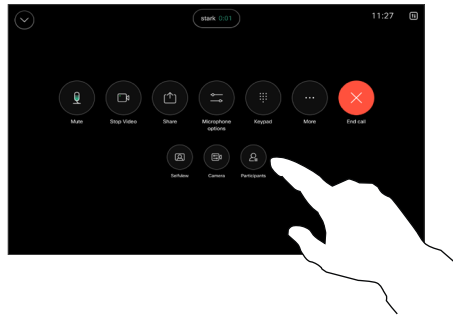 stark 0:01
11:27
Mute
Stop Video
Share
Microphone
options
Keypad
More
End call
Selfview
Camera
Participants